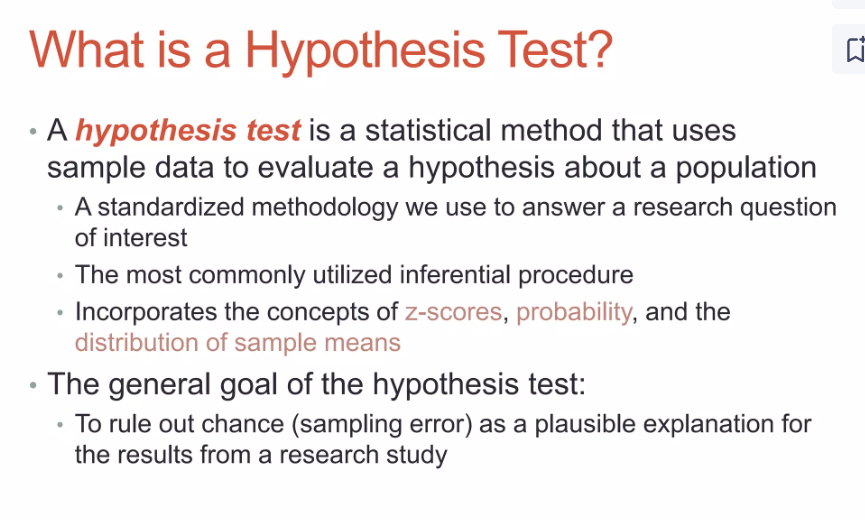 What is a Hypothesis Test?
• A hypothesis test is a statistical method that uses
sample data to evaluate a hypothesis about a population
• A standardized methodology we use to answer a research question
of interest
• The most commonly utilized inferential procedure
• Incorporates the concepts of z-scores, probability, and the
distribution of sample means
• The general goal of the hypothesis test:
• To rule out chance (sampling error) as a plausible explanation for
the results from a research study